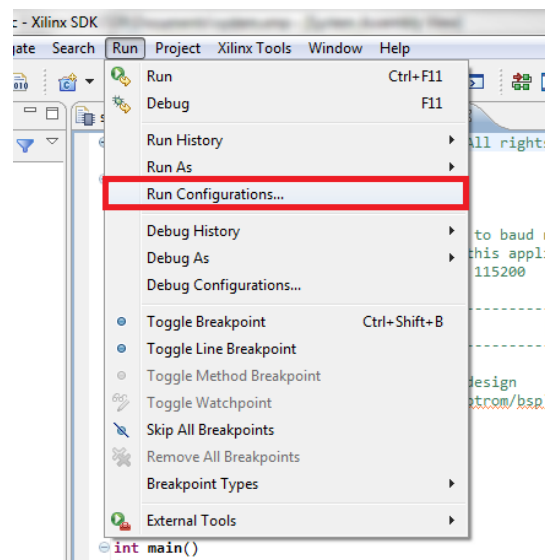 c - Xilinx SDK
gate Search Run Project Xilinx Tools Window Help
010
Run Ctrl+F11
Debug F11
Run History
Run As
Run Configurations...
Debug History
Debug As
Debug Configurations...
Toggle Breakpoint Ctrl+Shift+B
Toggle Line Breakpoint
Toggle Method Breakpoint
Toggle Watchpoint
Skip All Breakpoints
Remove All Breakpoints
Breakpoint Types
External Tools
All rights
to baud
this appli
115200
----------
----------
design
otrom/bsp
int main()